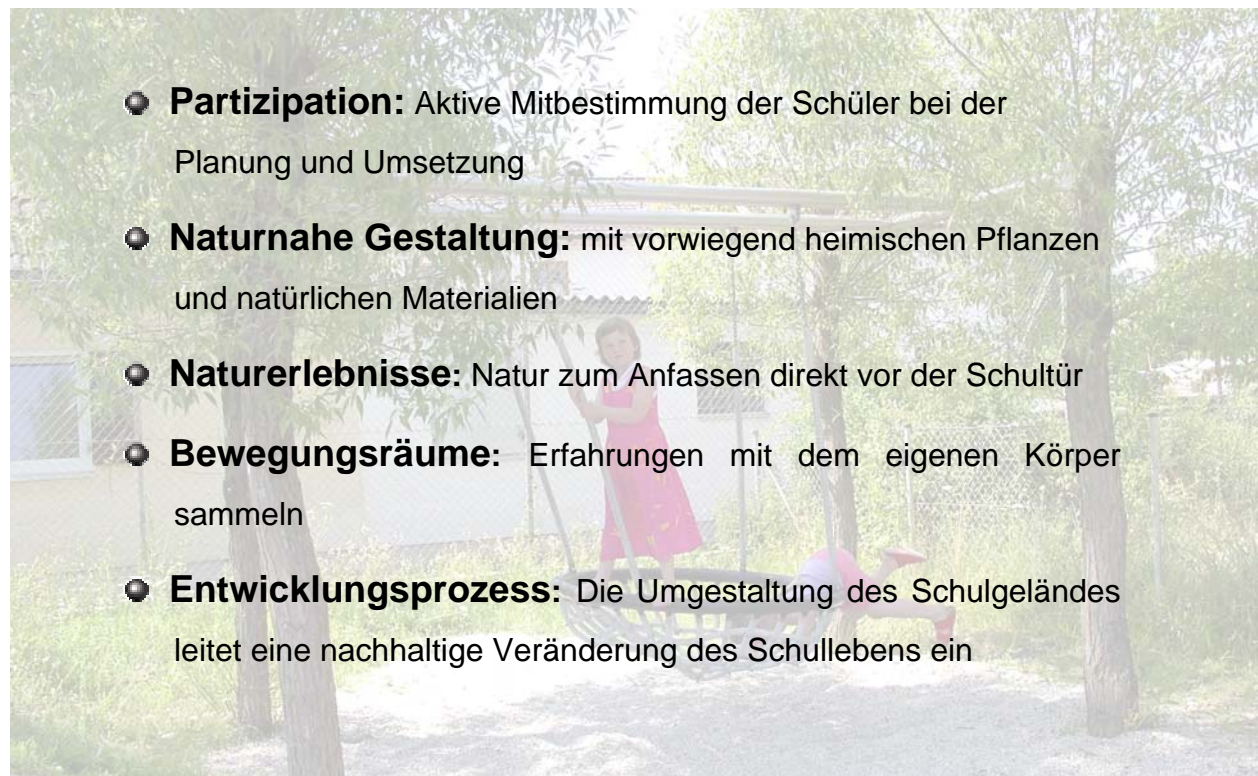 Partizipation: Aktive Mitbestimmung der Schüler bei der
Planung und Umsetzung
Naturnahe Gestaltung: mit vorwiegend heimischen Pflanzen
und natürlichen Materialien
Naturerlebnisse: Natur zum Anfassen direkt vor der Schultür
Bewegungsräume: Erfahrungen mit dem eigenen Körper
sammeln
Entwicklungsprozess: Die Umgestaltung des Schulgeländes
leitet eine nachhaltige Veränderung des Schullebens ein